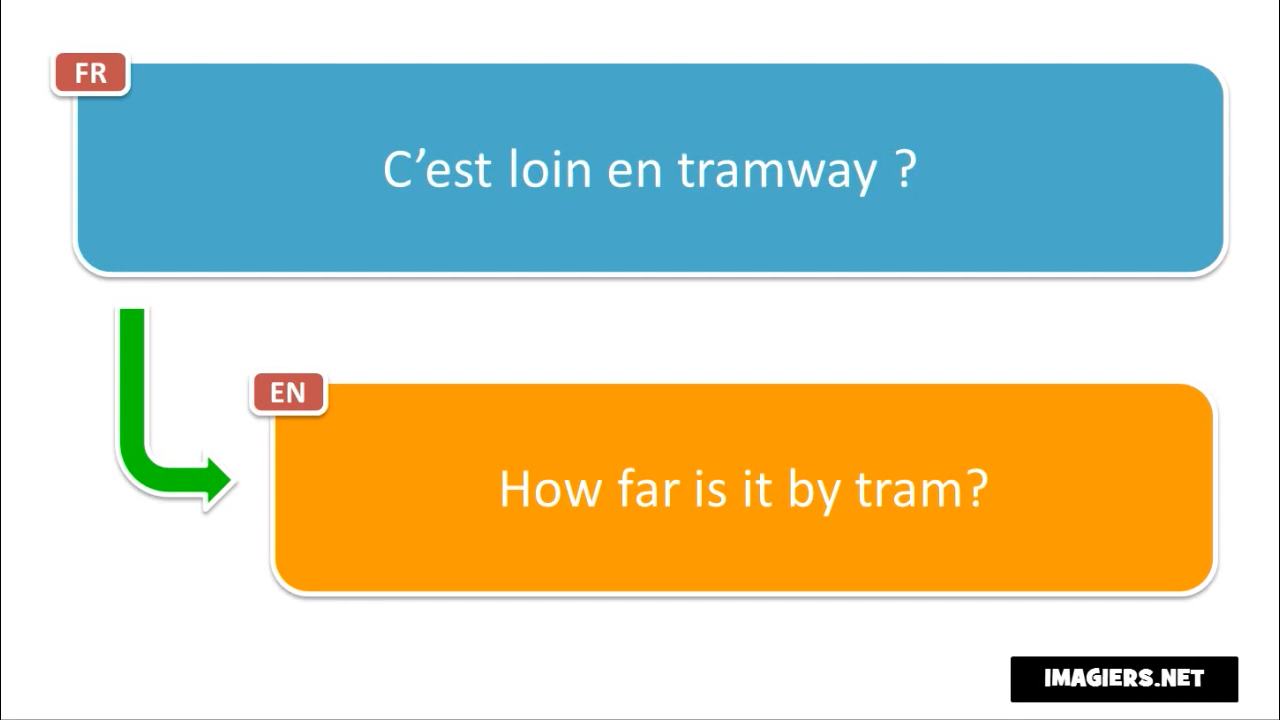 FR
C’est loin en tramway ?
EN
How far is it by tram?
IMAGIERS.NET